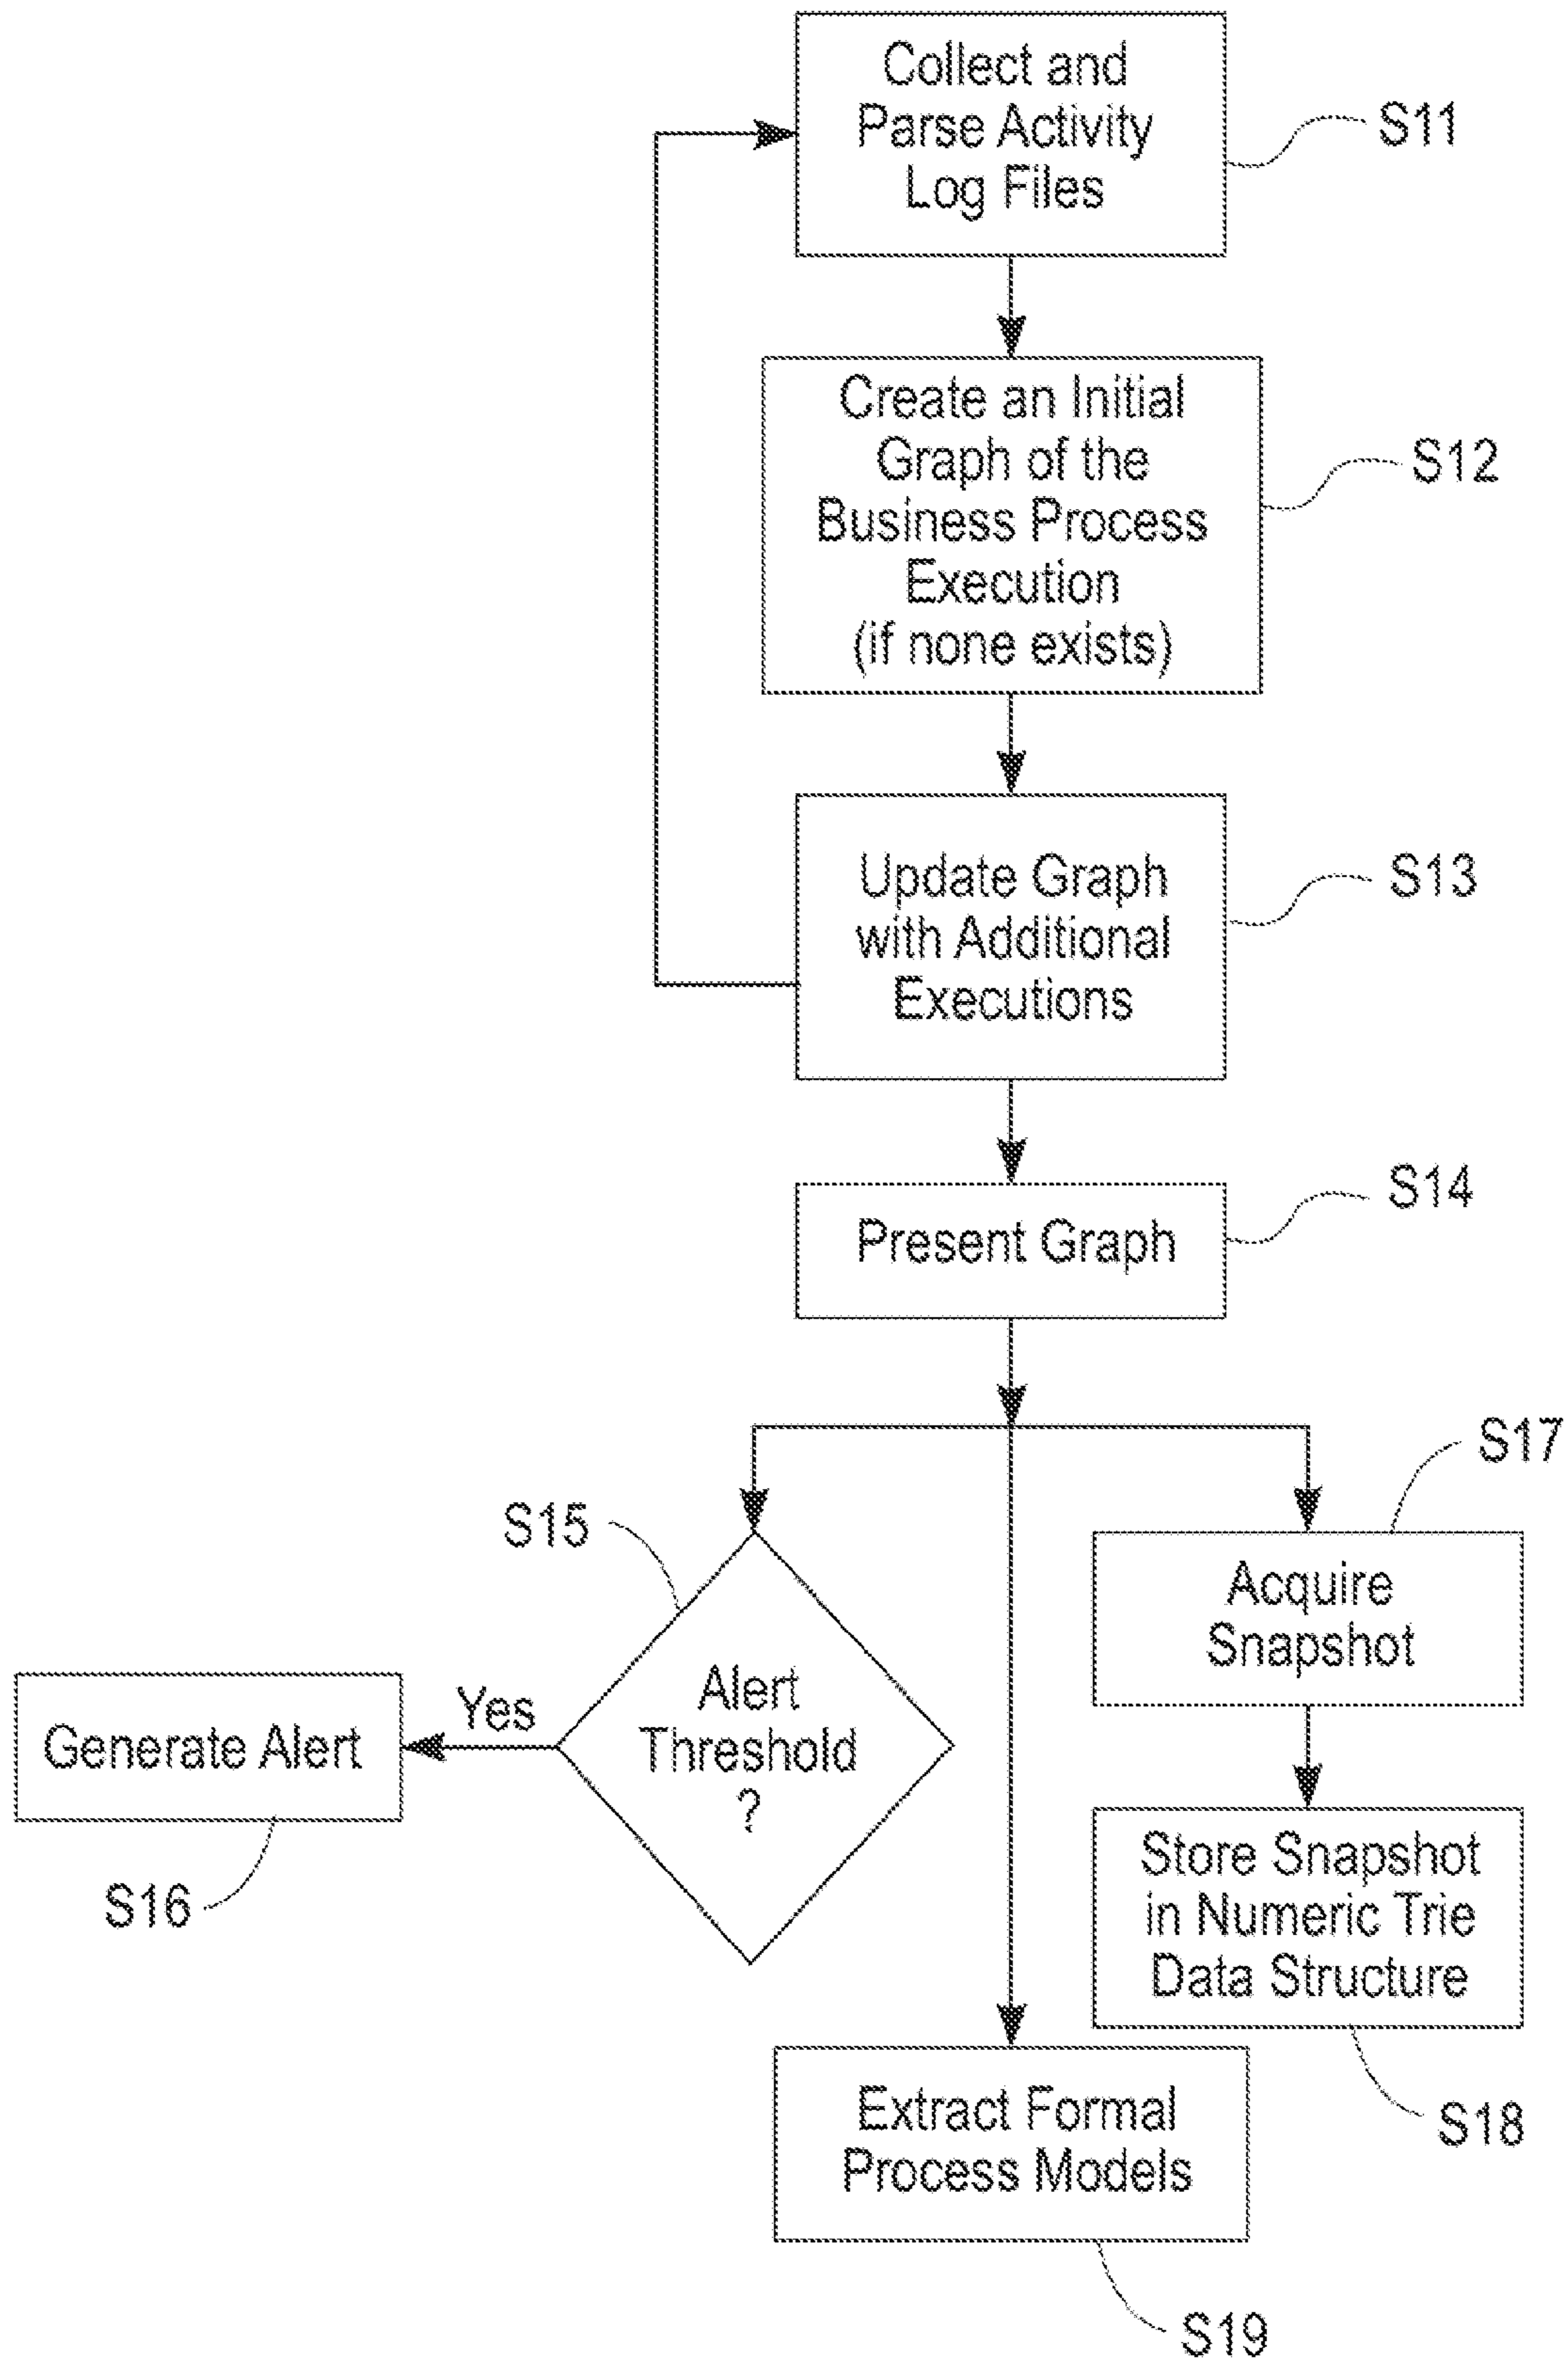 Collect and
Parse Activity
Log Files
S11
Create an Initial
Graph of the
Business Process
Execution
(if none exists)
S12
Update Graph
with Additional
Executions
S13
Present Graph
S14
S15
Alert
Threshold
?
Yes
Generate Alert
S16
S17
Acquire
Snapshot
Store Snapshot
in Numeric Trie
Data Structure
S18
Extract Formal
Process Models
S19